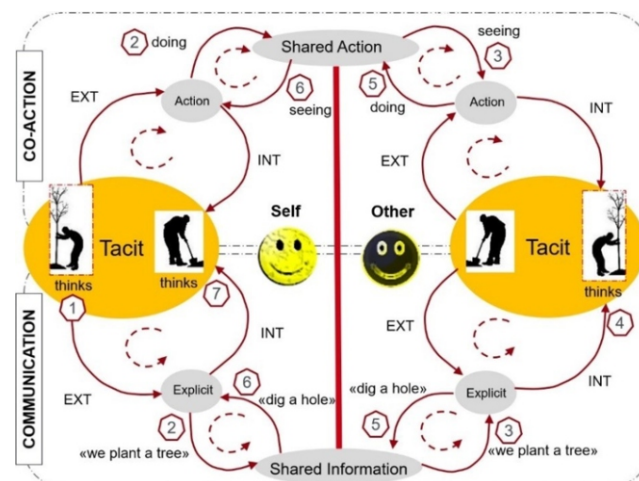 2 doing
Shared Action
seeing
3
EXT
Action
6
seeing
5
doing
Action
INT
INT
EXT
CO-ACTION
Tacit
thinks
thinks
Self
Other
Tacit
thinks
1
7
4
COMMUNICATION
EXT
INT
EXT
INT
Explicit
6
«dig a hole»
«dig a hole»
Explicit
2
«we plant a tree»
5
3
«we plant a tree»
Shared Information